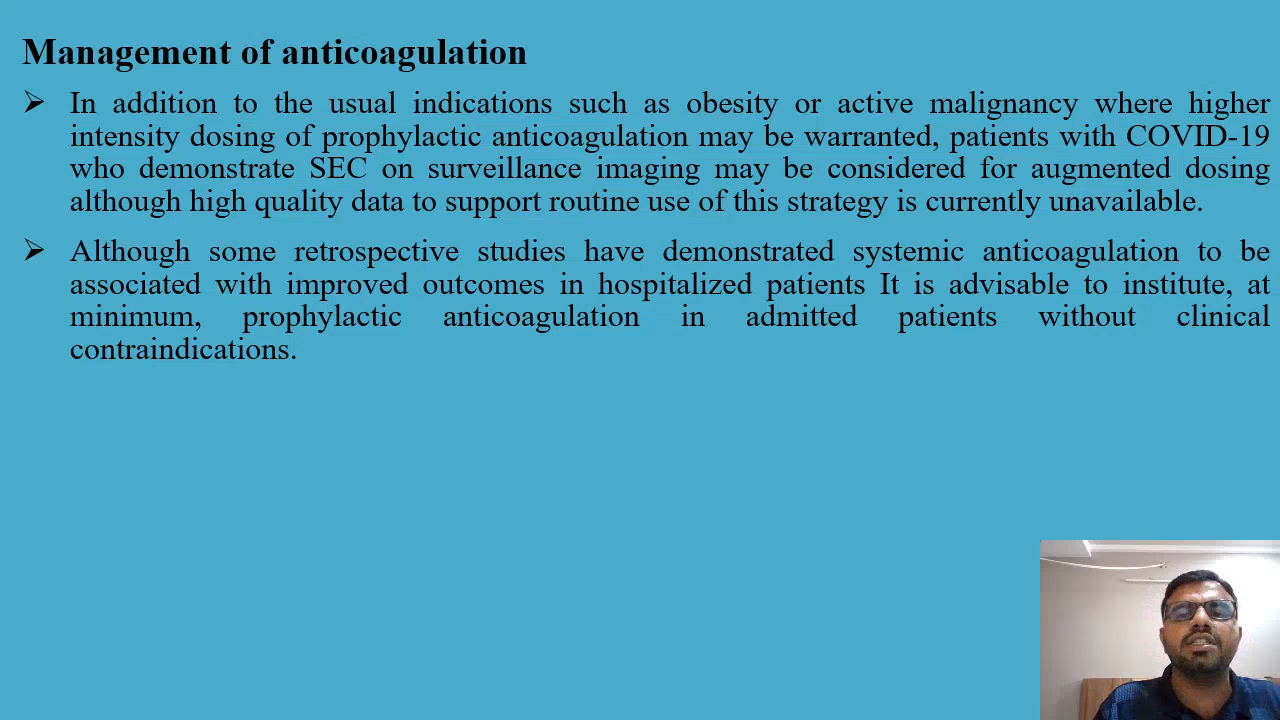 Management of anticoagulation
➢ In addition to the usual indications such as obesity or active malignancy where higher
intensity dosing of prophylactic anticoagulation may be warranted, patients with COVID-19
who demonstrate SEC on surveillance imaging may be considered for augmented dosing
although high quality data to support routine use of this strategy is currently unavailable.
➢ Although some retrospective studies have demonstrated systemic anticoagulation to be
associated with improved outcomes in hospitalized patients It is advisable to institute, at
minimum, prophylactic anticoagulation in admitted patients without clinical
contraindications.